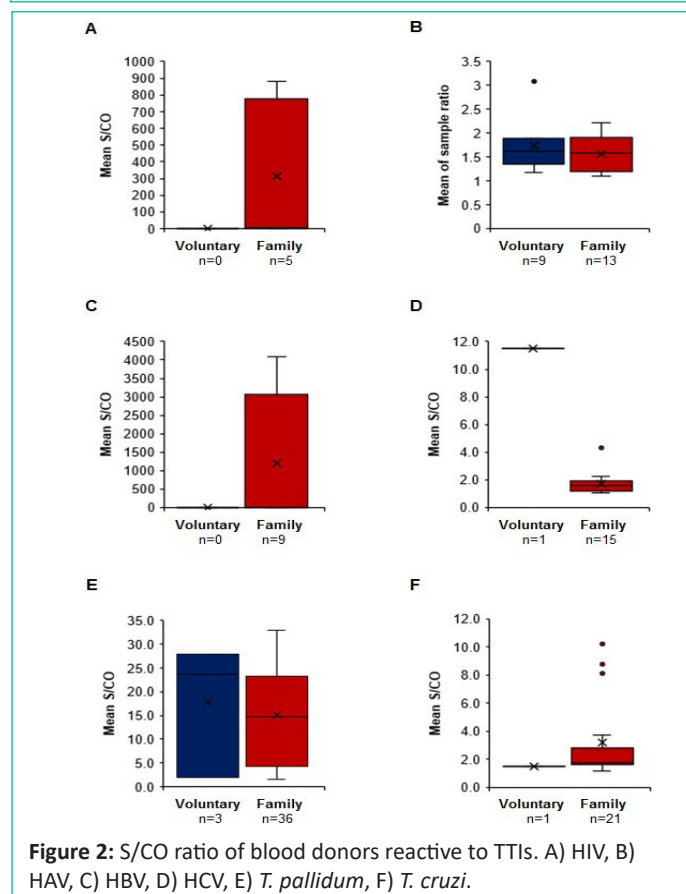 A
Mean S/CO
1000
900
800
700
600
500
400
300
200
100
0
Voluntary Family
n=0 n=5
B
Mean of sample ratio
3.5
3
2.5
2
1.5
1
0.5
0
Voluntary Family
n=9 n=13
C
Mean S/CO
4500
4000
3500
3000
2500
2000
1500
1000
500
0
Voluntary Family
n=0 n=9
D
Mean S/CO
12.0
10.0
8.0
6.0
4.0
2.0
0.0
Voluntary Family
n=1 n=15
E
Mean S/CO
35.0
30.0
25.0
20.0
15.0
10.0
5.0
0.0
Voluntary Family
n=3 n=36
F
Mean S/CO
12.0
10.0
8.0
6.0
4.0
2.0
0.0
Voluntary Family
n=1 n=21
Figure 2: S/CO ratio of blood donors reactive to TTIs. A) HIV, B)
HAV, C) HBV, D) HCV, E) T. pallidum, F) T. cruzi.